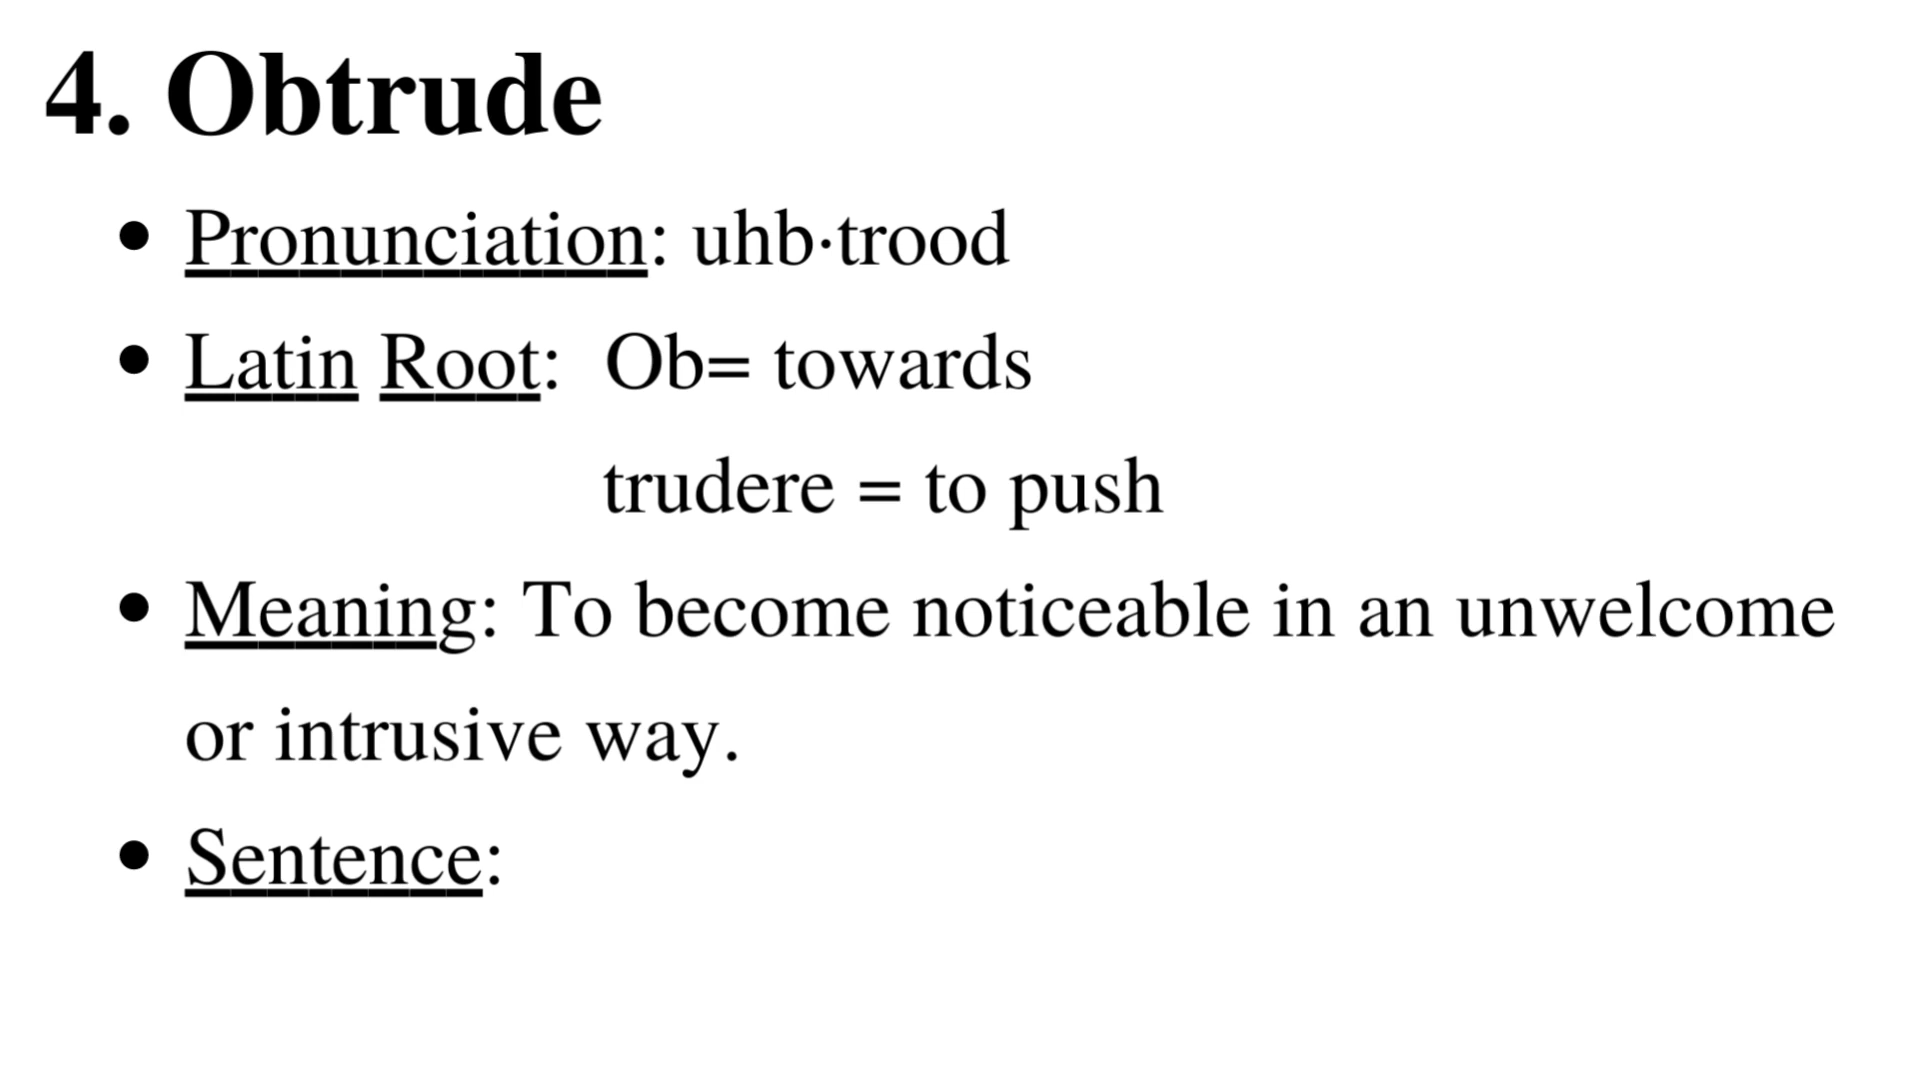 4. Obtrude
• Pronunciation: uhb·trood
• Latin Root: Ob= towards
trudere = to push
• Meaning: To become noticeable in an unwelcome
or intrusive way.
• Sentence: